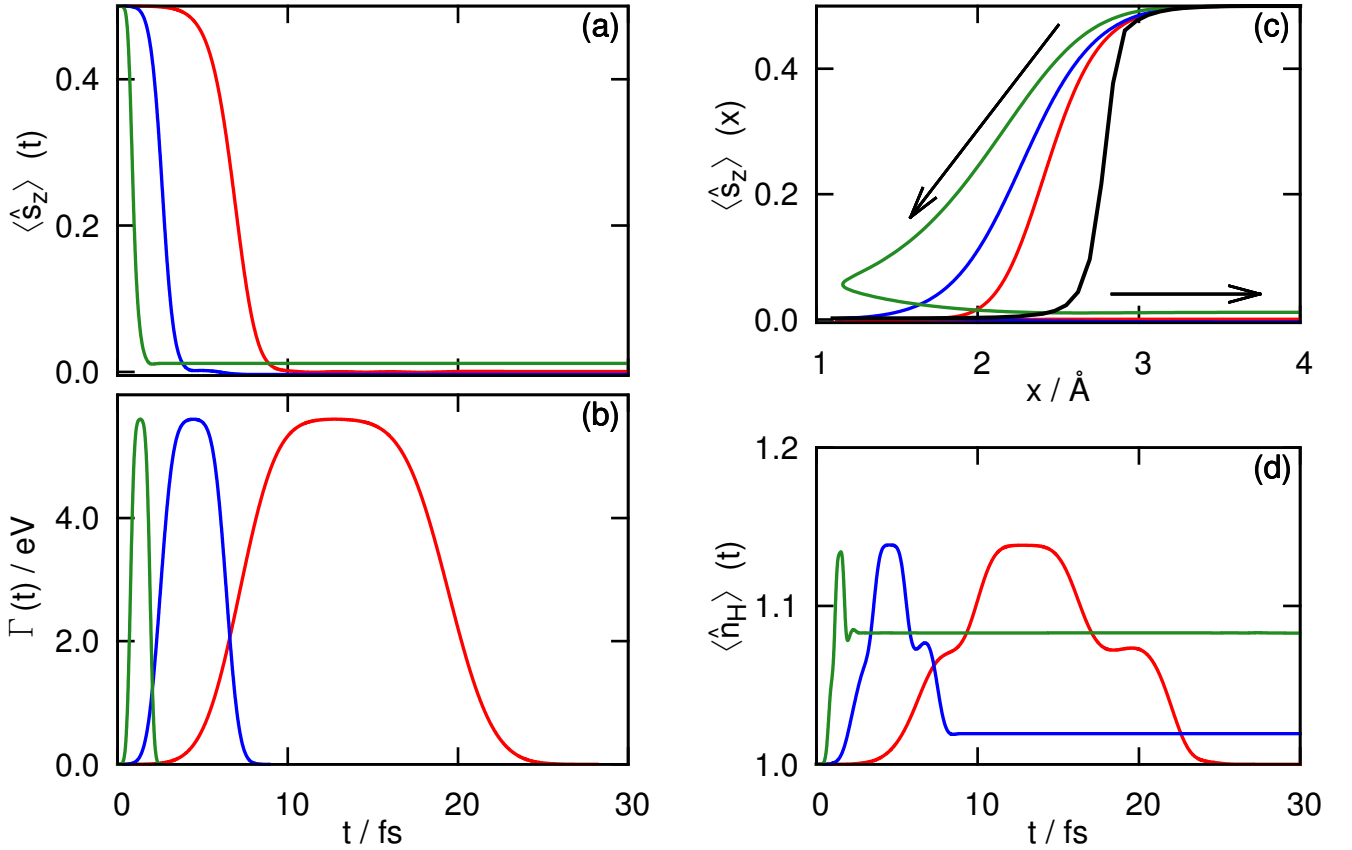 (a)
0.4
0.2
0.0
⟨ŝz⟩ (t)
(b)
4.0
2.0
0.0
Γ(t) / eV
0 10 20 30
t / fs
(c)
0.4
0.2
0.0
⟨ŝz⟩ (x)
1 2 3 4
x / Å
(d)
1.2
1.1
1.0
⟨n̂H⟩ (t)
0 10 20 30
t / fs